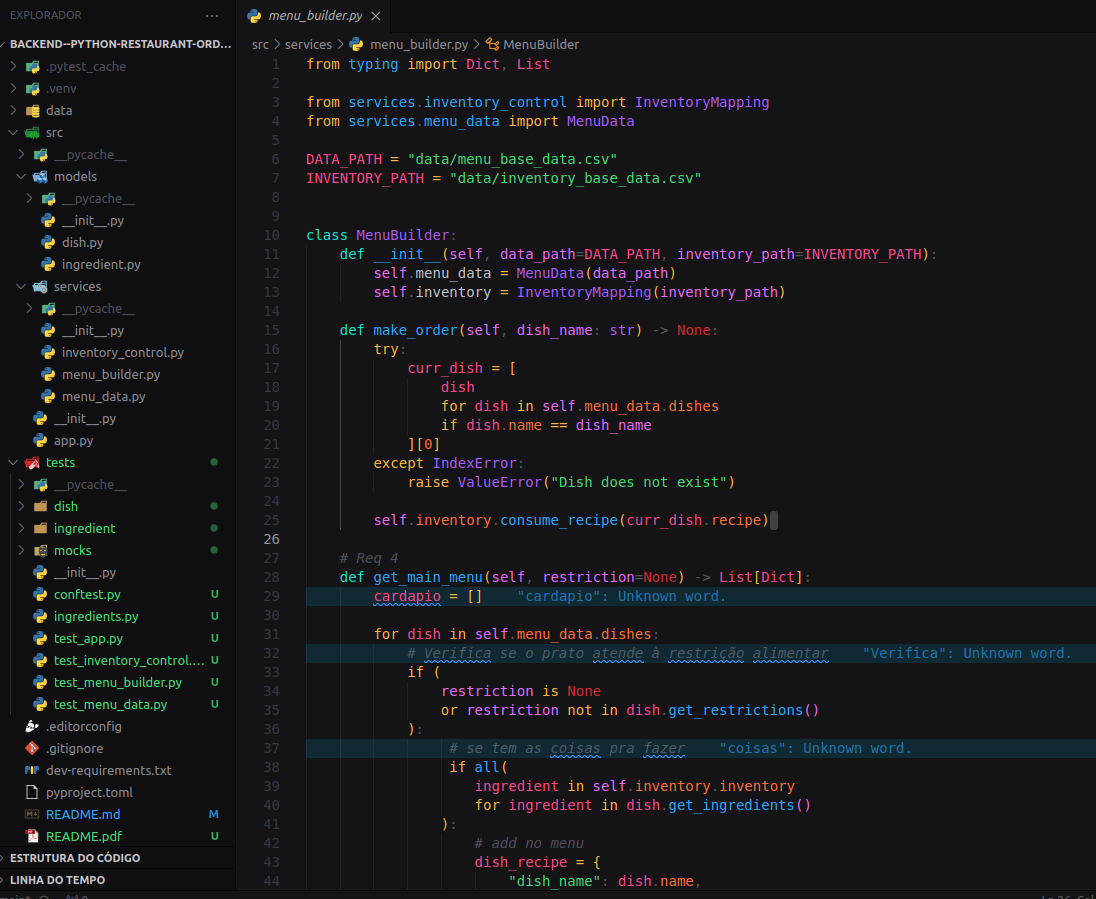 EXPLORADOR ...
BACKEND--PYTHON-RESTAURANT-ORD...
.pytest_cache
.venv
data
src
__pycache__
models
__pycache__
__init__.py
dish.py
ingredient.py
services
__pycache__
__init__.py
inventory_control.py
menu_builder.py
menu_data.py
__init__.py
app.py
tests
__pycache__
dish
ingredient
mocks
__init__.py
conftest.py U
ingredients.py U
test_app.py U
test_inventory_control.... U
test_menu_builder.py U
test_menu_data.py U
.editorconfig
.gitignore
dev-requirements.txt
pyproject.toml
README.md M
README.pdf U
ESTRUTURA DO CÓDIGO
LINHA DO TEMPO
menu_builder.py ×
src > services > menu_builder.py > MenuBuilder
1 from typing import Dict, List
2
3 from services.inventory_control import InventoryMapping
4 from services.menu_data import MenuData
5
6 DATA_PATH = "data/menu_base_data.csv"
7 INVENTORY_PATH = "data/inventory_base_data.csv"
8
9
10 class MenuBuilder:
11 def __init__(self, data_path=DATA_PATH, inventory_path=INVENTORY_PATH):
12 self.menu_data = MenuData(data_path)
13 self.inventory = InventoryMapping(inventory_path)
14
15 def make_order(self, dish_name: str) -> None:
16 try:
17 curr_dish = [
18 dish
19 for dish in self.menu_data.dishes
20 if dish.name == dish_name
21 ][0]
22 except IndexError:
23 raise ValueError("Dish does not exist")
24
25 self.inventory.consume_recipe(curr_dish.recipe)
26
27 # Req 4
28 def get_main_menu(self, restriction=None) -> List[Dict]:
29 cardapio = [] "cardapio": Unknown word.
30
31 for dish in self.menu_data.dishes:
32 # Verifica se o prato atende à restrição alimentar "Verifica": Unknown word.
33 if (
34 restriction is None
35 or restriction not in dish.get_restrictions()
36 ):
37 # se tem as coisas pra fazer "coisas": Unknown word.
38 if all(
39 ingredient in self.inventory.inventory
40 for ingredient in dish.get_ingredients()
41 ):
42 # add no menu
43 dish_recipe = {
44 "dish_name": dish.name,